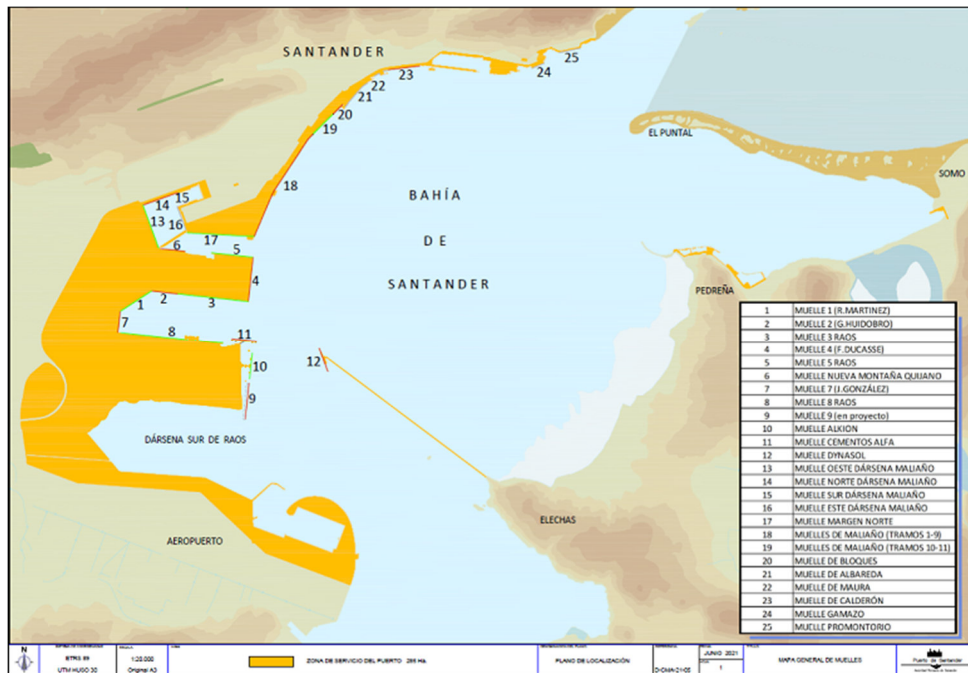 SANTANDER
25
24
23
22
21
20
19
18
EL PUNTAL
SOMO
BAHÍA
DE
SANTANDER
15
14
13
16
17
6
5
4
2
3
1
7
8
11
12
10
9
PEDREÑA
DÁRSENA SUR DE RAOS
ELECHAS
AEROPUERTO
1 MUELLE 1 (R.MARTINEZ)
2 MUELLE 2 (G.HUIDOBRO)
3 MUELLE 3 RAOS
4 MUELLE 4 (F.DUCASSE)
5 MUELLE 5 RAOS
6 MUELLE NUEVA MONTAÑA QUIJANO
7 MUELLE 7 (J.GONZÁLEZ)
8 MUELLE 8 RAOS
9 MUELLE 9 (en proyecto)
10 MUELLE ALKION
11 MUELLE CEMENTOS ALFA
12 MUELLE DYNASOL
13 MUELLE OESTE DÁRSENA MALIAÑO
14 MUELLE NORTE DÁRSENA MALIAÑO
15 MUELLE SUR DÁRSENA MALIAÑO
16 MUELLE ESTE DÁRSENA MALIAÑO
17 MUELLE MARGEN NORTE
18 MUELLES DE MALIAÑO (TRAMOS 1-9)
19 MUELLES DE MALIAÑO (TRAMOS 10-11)
20 MUELLE DE BLOQUES
21 MUELLE DE ALBAREDA
22 MUELLE DE MAURA
23 MUELLE DE CALDERÓN
24 MUELLE GAMAZO
25 MUELLE PROMONTORIO
N
ETRS 89
UTM HUSO 30
Original A3
ZONA DE SERVICIO DEL PUERTO
PLANO DE LOCALIZACIÓN
JUNIO 2021
1
MAPA GENERAL DE MUELLES
Puerto de Santander